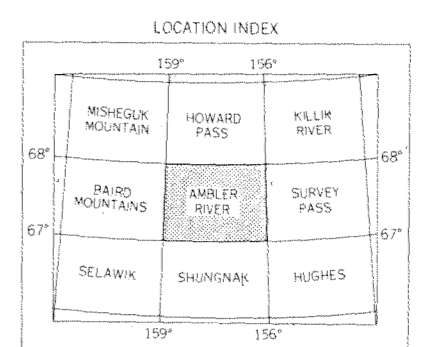 LOCATION INDEX
159° 156°
MISHEGUK MOUNTAIN
HOWARD PASS
KILLIK RIVER
68° 68°
BAIRD MOUNTAINS
AMBLER RIVER
SURVEY PASS
67° 67°
SELAWIK SHUNGNAK HUGHES
159° 156°